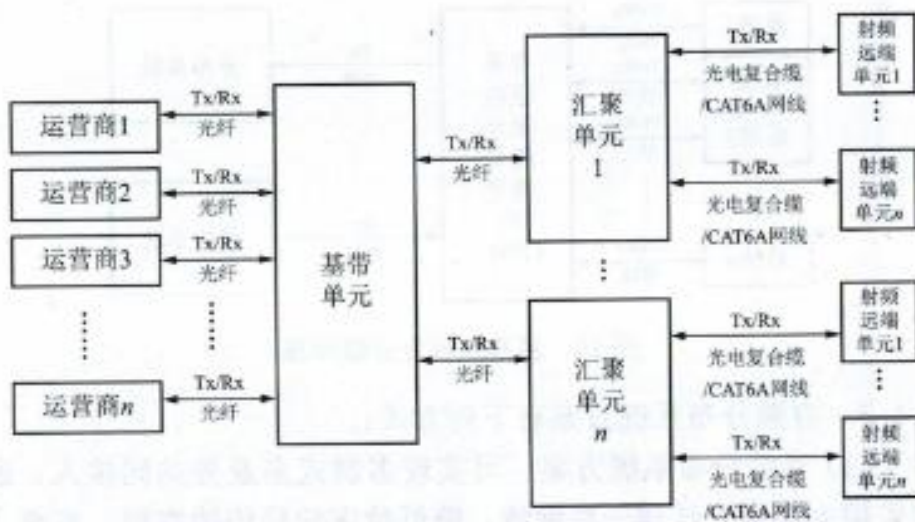 运营商1
Tx/Rx
光纤
运营商2
Tx/Rx
光纤
运营商3
Tx/Rx
光纤
运营商n
Tx/Rx
光纤
基带
单元
Tx/Rx
光纤
Tx/Rx
光纤
汇聚
单元
1
汇聚
单元
n
Tx/Rx
光电复合缆
/CAT6A网线
Tx/Rx
光电复合缆
/CAT6A网线
Tx/Rx
光电复合缆
/CAT6A网线
Tx/Rx
光电复合缆
/CAT6A网线
射频
远端
单元1
射频
远端
单元n
射频
远端
单元1
射频
远端
单元n